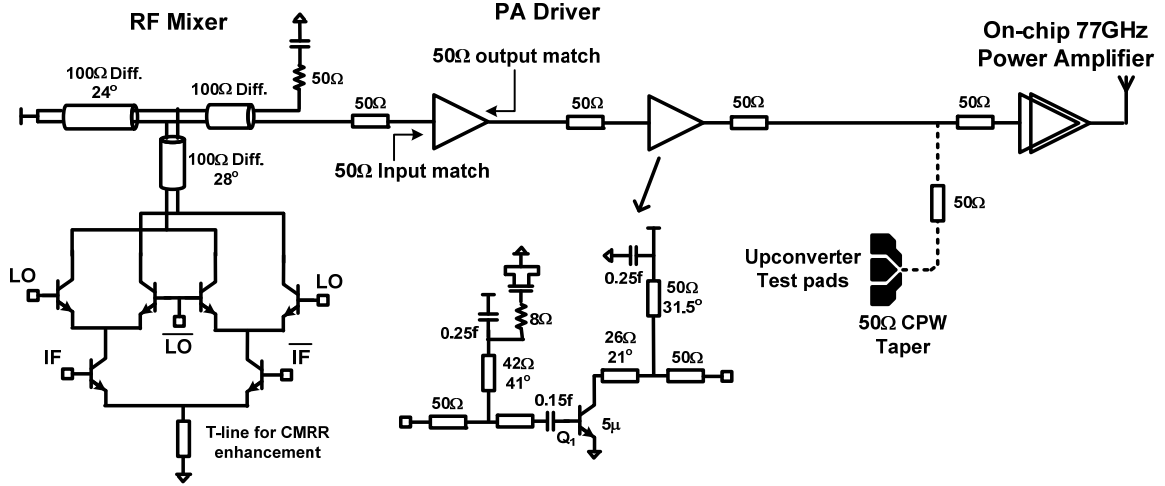 RF Mixer
PA Driver
On-chip 77GHz
Power Amplifier
100Ω Diff.
24°
100Ω Diff.
50Ω
50Ω output match
50Ω
50Ω
50Ω
50Ω
50Ω Input match
100Ω Diff.
28°
50Ω
Upconverter
Test pads
50Ω CPW
Taper
LO
LO
LO
IF
IF
T-line for CMRR
enhancement
0.25f
8Ω
42Ω
41°
50Ω
0.15f
Q1
5μ
0.25f
50Ω
31.5°
26Ω
21°
50Ω